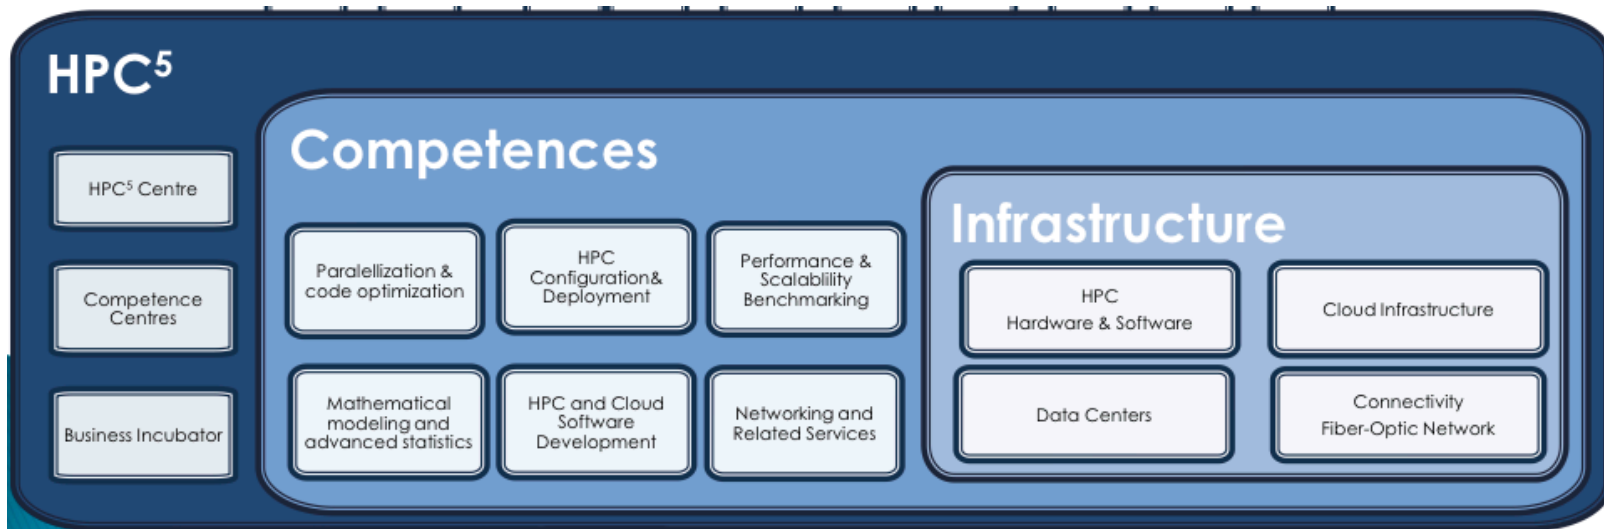 HPC⁵
HPC⁵ Centre
Competence
Centres
Business Incubator
Competences
Paralellization &
code optimization
HPC
Configuration&
Deployment
Performance &
Scalablility
Benchmarking
Mathematical
modeling and
advanced statistics
HPC and Cloud
Software
Development
Networking and
Related Services
Infrastructure
HPC
Hardware & Software
Cloud Infrastructure
Data Centers
Connectivity
Fiber-Optic Network